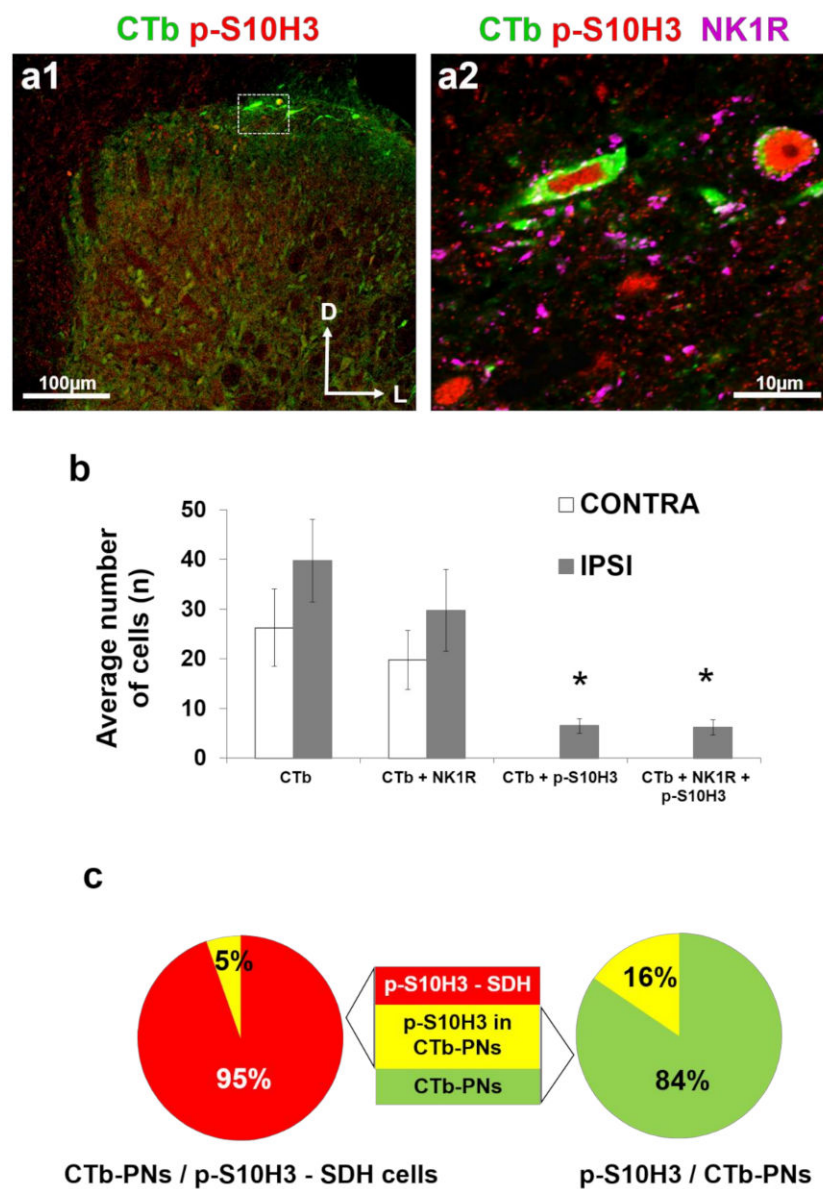 CTb p-S10H3
CTb p-S10H3 NK1R
a1
D
L
100µm
a2
10µm
b
Average number
of cells (n)
50
40
30
20
10
0
CONTRA
IPSI
*
*
CTb
CTb + NK1R
CTb + p-S10H3
CTb + NK1R +
p-S10H3
c
5%
95%
p-S10H3 - SDH
p-S10H3 in
CTb-PNs
CTb-PNs
16%
84%
CTb-PNs / p-S10H3 - SDH cells
p-S10H3 / CTb-PNs